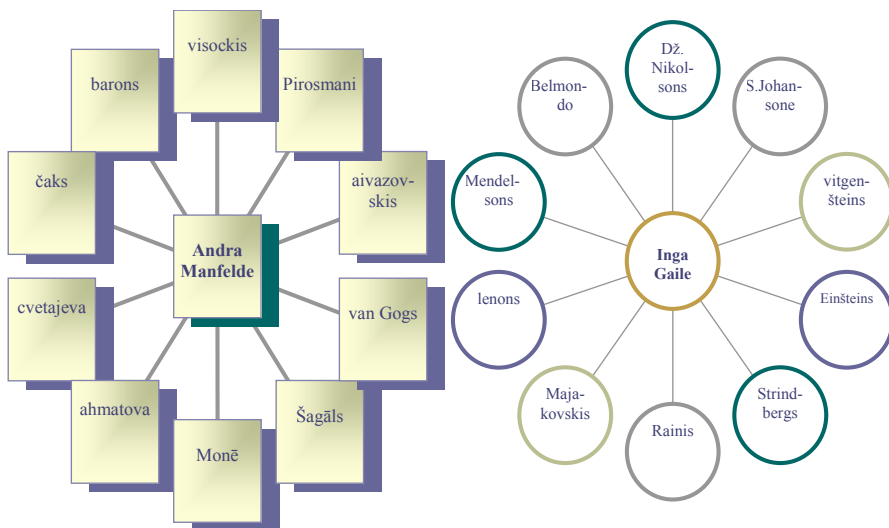 visockis
Pirosmani
aivazov-
skis
van Gogs
Šagāls
Monē
ahmatova
cvetajeva
čaks
barons
Andra
Manfelde
Dž.
Nikol-
sons
S.Johan-
sone
vitgen-
šteins
Einšteins
Strind-
bergs
Rainis
Maja-
kovskis
lenons
Mendel-
sons
Belmon-
do
Inga
Gaile